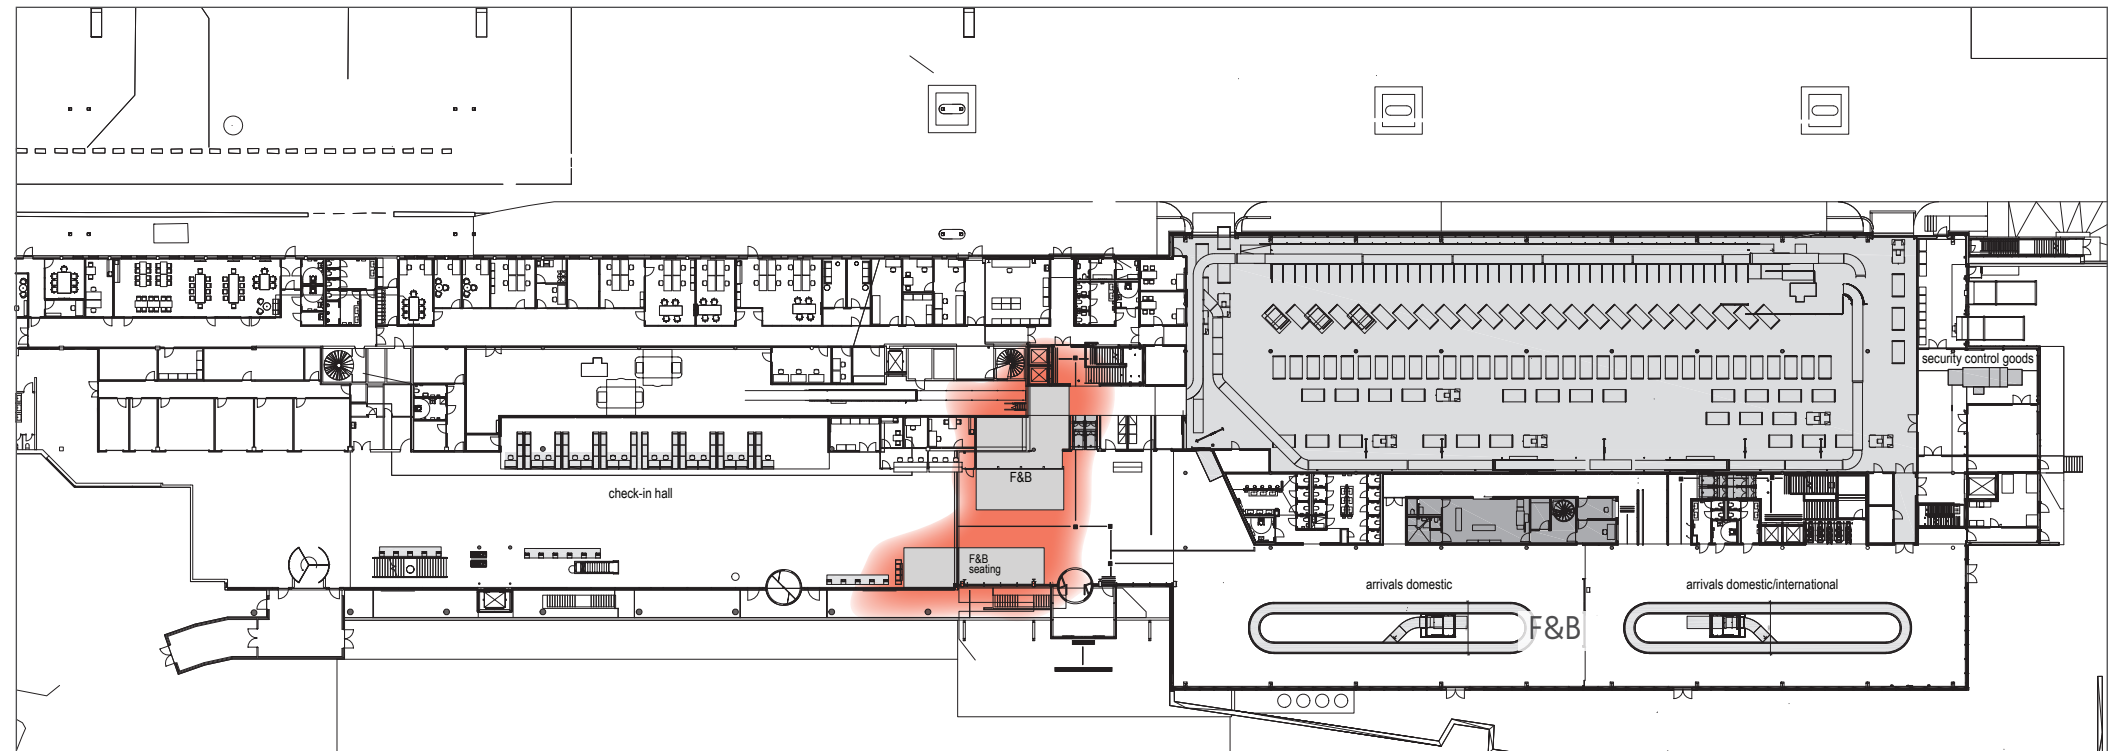 security control goods
F&B
check-in hall
F&B
seating
arrivals domestic
arrivals domestic/international
F&B